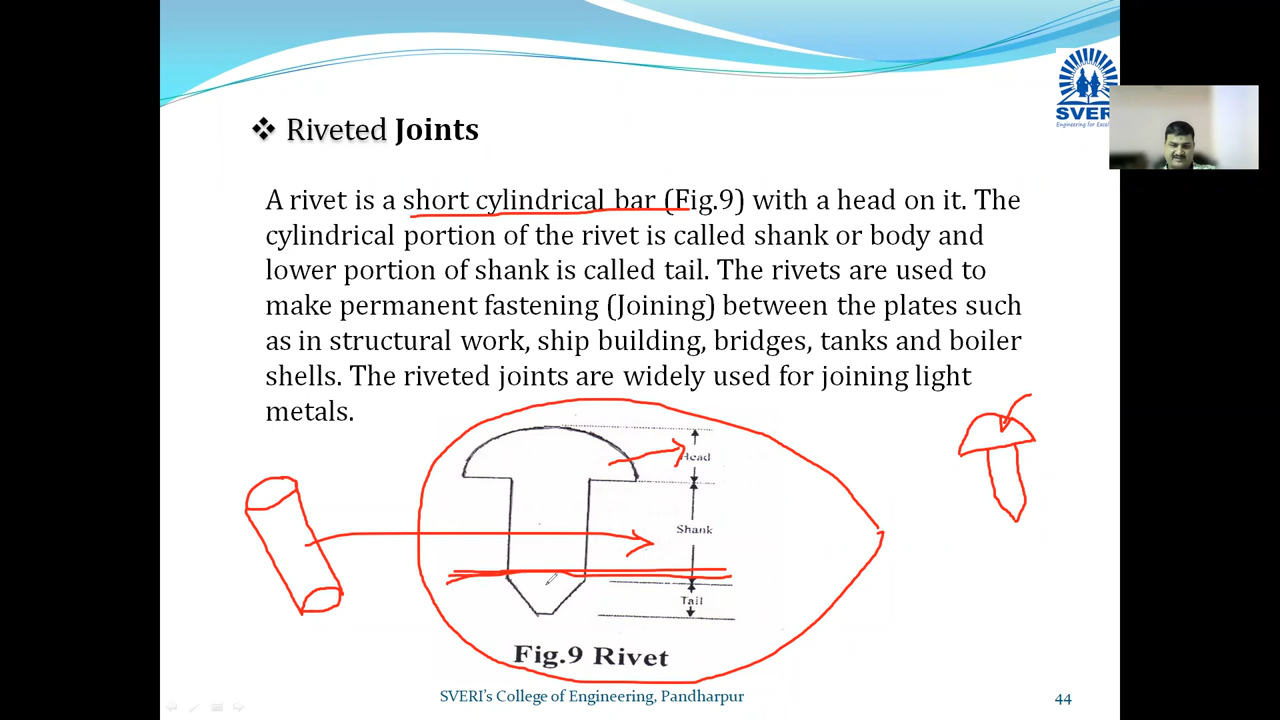 SVERI
Engineering for Excel
❖ Riveted Joints
A rivet is a short cylindrical bar (Fig.9) with a head on it. The
cylindrical portion of the rivet is called shank or body and
lower portion of shank is called tail. The rivets are used to
make permanent fastening (Joining) between the plates such
as in structural work, ship building, bridges, tanks and boiler
shells. The riveted joints are widely used for joining light
metals.
Head
Shank
Tail
Fig.9 Rivet
SVERI's College of Engineering, Pandharpur
44